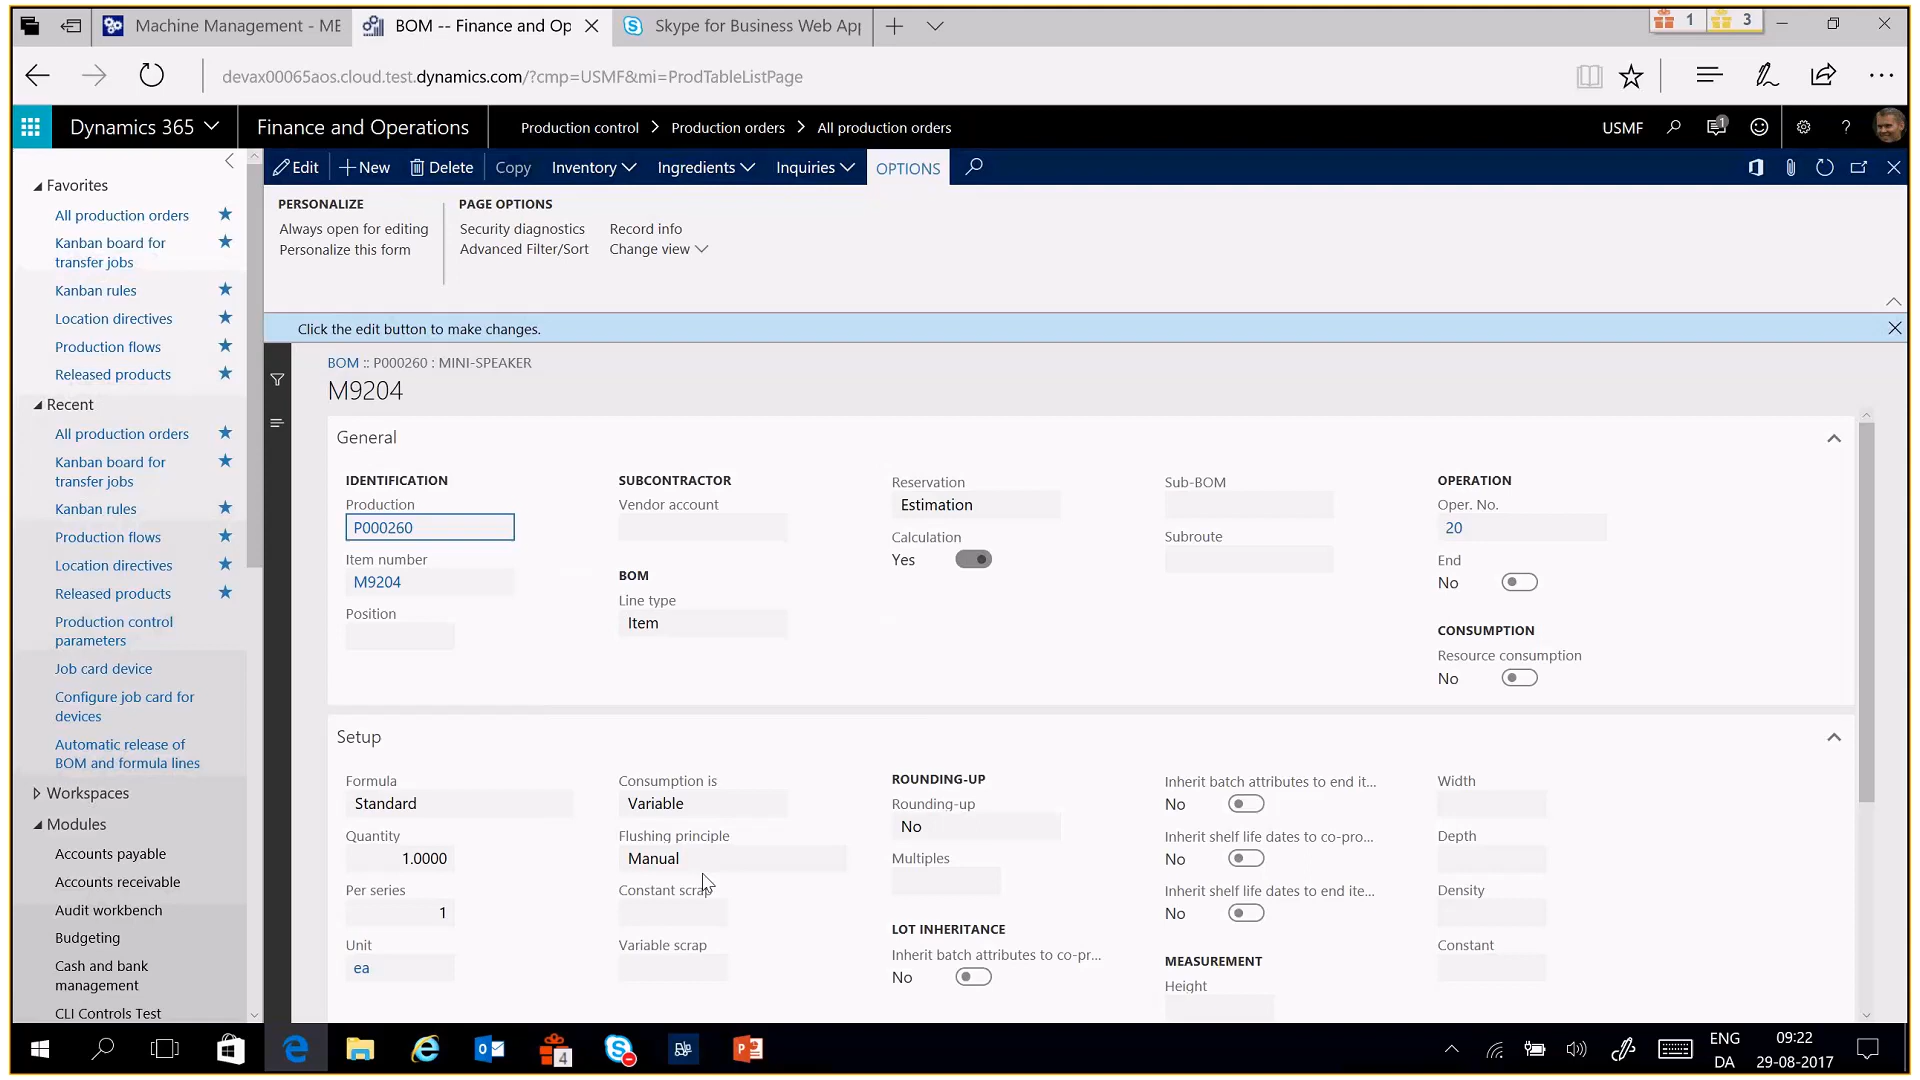 Machine Management - ME
BOM -- Finance and Op
Skype for Business Web App
1
3
devax00065aos.cloud.test.dynamics.com/?cmp=USMF&mi=ProdTableListPage
Dynamics 365
Finance and Operations
Production control > Production orders > All production orders
USMF
1
?
Edit
New
Delete
Copy
Inventory
Ingredients
Inquiries
OPTIONS
PERSONALIZE
Always open for editing
Personalize this form
PAGE OPTIONS
Security diagnostics
Advanced Filter/Sort
Record info
Change view
Click the edit button to make changes.
Favorites
All production orders
Kanban board for
transfer jobs
Kanban rules
Location directives
Production flows
Released products
Recent
All production orders
Kanban board for
transfer jobs
Kanban rules
Production flows
Location directives
Released products
Production control
parameters
Job card device
Configure job card for
devices
Automatic release of
BOM and formula lines
Workspaces
Modules
Accounts payable
Accounts receivable
Audit workbench
Budgeting
Cash and bank
management
CLI Controls Test
BOM :: P000260 : MINI-SPEAKER
M9204
General
IDENTIFICATION
Production
P000260
Item number
M9204
Position
SUBCONTRACTOR
Vendor account
BOM
Line type
Item
Reservation
Estimation
Calculation
Yes
Sub-BOM
Subroute
OPERATION
Oper. No.
20
End
No
CONSUMPTION
Resource consumption
No
Setup
Formula
Standard
Quantity
1.0000
Per series
1
Unit
ea
Consumption is
Variable
Flushing principle
Manual
Constant scrap
Variable scrap
ROUNDING-UP
Rounding-up
No
Multiples
LOT INHERITANCE
Inherit batch attributes to co-pr...
No
Inherit batch attributes to end it...
No
Inherit shelf life dates to co-pro...
No
Inherit shelf life dates to end ite...
No
MEASUREMENT
Height
Width
Depth
Density
Constant
4
ENG
DA
09:22
29-08-2017